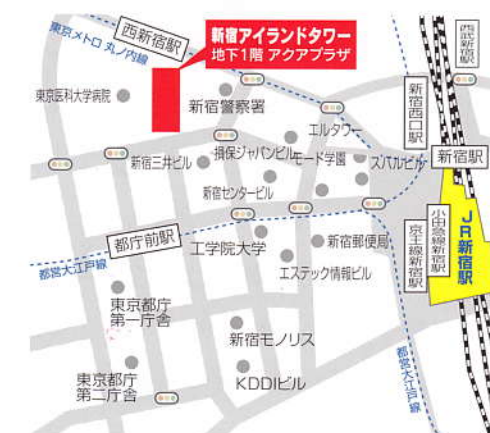 西新宿駅
東京メトロ 丸ノ内線
新宿アイランドタワー
地下1階 アクアプラザ
西武新宿駅
東京医科大学病院
新宿警察署
エルタワー
新宿西口駅
新宿三井ビル
損保ジャパンビル
モード学園
スバルビル
新宿駅
新宿センタービル
都庁前駅
都営大江戸線
工学院大学
新宿郵便局
エステック情報ビル
京王線新宿駅
小田急線新宿駅
JR新宿駅
東京都庁
第一庁舎
新宿モノリス
東京都庁
第二庁舎
KDDIビル
都営大江戸線